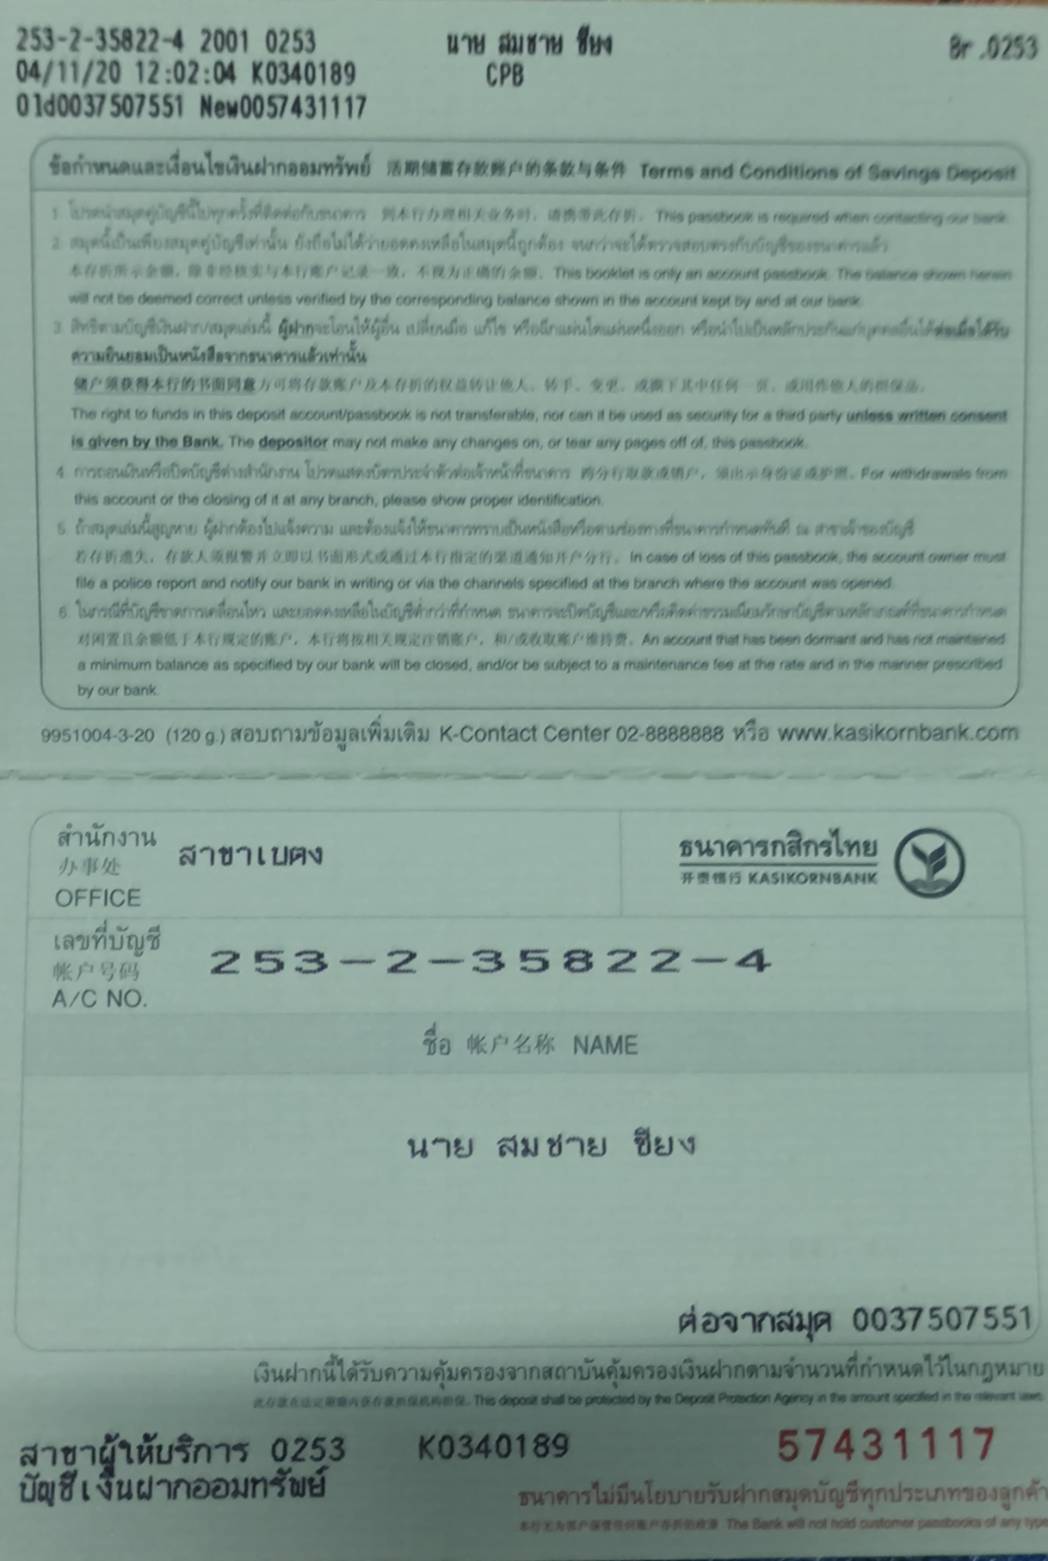 253-2-35822-4 2001 0253 นาย สมชาย ซียง Br .0253
04/11/20 12:02:04 K0340189 CPB
Old0037507551 New0057431117
ข้อกำหนดและเงื่อนไขเงินฝากออมทรัพย์ 活期储蓄存款账户的条款与条件 Terms and Conditions of Savings Deposit
1. โปรดนำสมุดคู่บัญชีนี้ไปทุกครั้งที่ติดต่อกับธนาคาร 到本行办理相关业务时，请携带此存折。This passbook is required when contacting our bank.
2. สมุดนี้เป็นเพียงสมุดคู่บัญชีเท่านั้น ยังถือไม่ได้ว่ายอดคงเหลือในสมุดนี้ถูกต้อง จนกว่าจะได้ตรวจสอบตรงกับบัญชีของธนาคารแล้ว
本存折所示金额，除非经核实与本行账户记录一致，不视为正确的余额。This booklet is only an account passbook. The balance shown herein
will not be deemed correct unless verified by the corresponding balance shown in the account kept by and at our bank.
3. สิทธิตามบัญชีเงินฝาก/สมุดเล่มนี้ ผู้ฝากจะโอนให้ผู้อื่น เปลี่ยนมือ แก้ไข หรือฉีกแผ่นใดแผ่นหนึ่งออก หรือนำไปเป็นหลักประกันแก่บุคคลอื่นได้ต่อเมื่อได้รับ
ความยินยอมเป็นหนังสือจากธนาคารแล้วเท่านั้น
储户须获得本行的书面同意方可将存款账户及本存折的权益转让他人、转手、变更、或撕下其中任何一页，或用作他人的担保品。
The right to funds in this deposit account/passbook is not transferable, nor can it be used as security for a third party unless written consent
is given by the Bank. The depositor may not make any changes on, or tear any pages off of, this passbook.
4. การถอนเงินหรือปิดบัญชีต่างสำนักงาน โปรดแสดงบัตรประจำตัวต่อเจ้าหน้าที่ธนาคาร 跨分行取款或销户，须出示身份证或护照。For withdrawals from
this account or the closing of it at any branch, please show proper identification.
5. ถ้าสมุดเล่มนี้สูญหาย ผู้ฝากต้องไปแจ้งความ และต้องแจ้งให้ธนาคารทราบเป็นหนังสือหรือตามช่องทางที่ธนาคารกำหนดทันที ณ สาขาเจ้าของบัญชี
若存折遗失，存款人须报警并立即以书面形式或通过本行指定的渠道通知开户分行。In case of loss of this passbook, the account owner must
file a police report and notify our bank in writing or via the channels specified at the branch where the account was opened.
6. ในกรณีที่บัญชีขาดการเคลื่อนไหว และยอดคงเหลือในบัญชีต่ำกว่าที่กำหนด ธนาคารจะปิดบัญชีและ/หรือคิดค่าธรรมเนียมรักษาบัญชีตามหลักเกณฑ์ที่ธนาคารกำหนด
对闲置且余额低于本行规定的账户，本行将按相关规定注销账户，和/或收取账户维持费。An account that has been dormant and has not maintained
a minimum balance as specified by our bank will be closed, and/or be subject to a maintenance fee at the rate and in the manner prescribed
by our bank.
9951004-3-20 (120 g.) สอบถามข้อมูลเพิ่มเติม K-Contact Center 02-8888888 หรือ www.kasikornbank.com
สำนักงาน
办事处
OFFICE
สาขาเบตง
ธนาคารกสิกรไทย
开泰银行 KASIKORNBANK
เลขที่บัญชี
帐户号码
A/C NO.
253-2-35822-4
ชื่อ 帐户名称 NAME
นาย สมชาย ซียง
ต่อจากสมุด 0037507551
เงินฝากนี้ได้รับความคุ้มครองจากสถาบันคุ้มครองเงินฝากตามจำนวนที่กำหนดไว้ในกฎหมาย
This deposit shall be protected by the Deposit Protection Agency in the amount specified in the relevant laws.
สาขาผู้ให้บริการ 0253 K0340189 57431117
บัญชีเงินฝากออมทรัพย์
ธนาคารไม่มีนโยบายรับฝากสมุดบัญชีทุกประเภทของลูกค้า
The Bank will not hold customer passbooks of any type